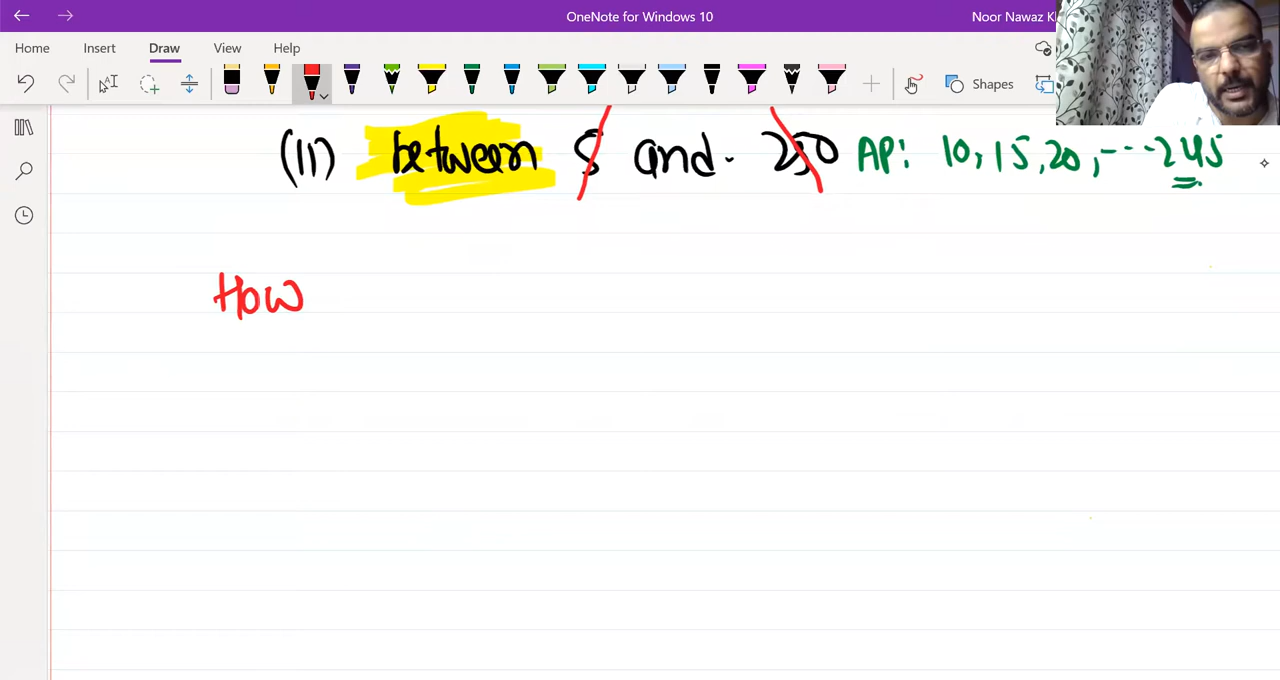 OneNote for Windows 10
Noor Nawaz K
Home Insert Draw View Help
Shapes
(11) between 5 and 250 AP: 10, 15, 20, ---245
How